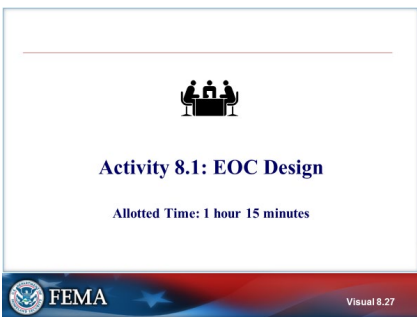 Activity 8.1: EOC Design
Allotted Time: 1 hour 15 minutes
FEMA
Visual 8.27